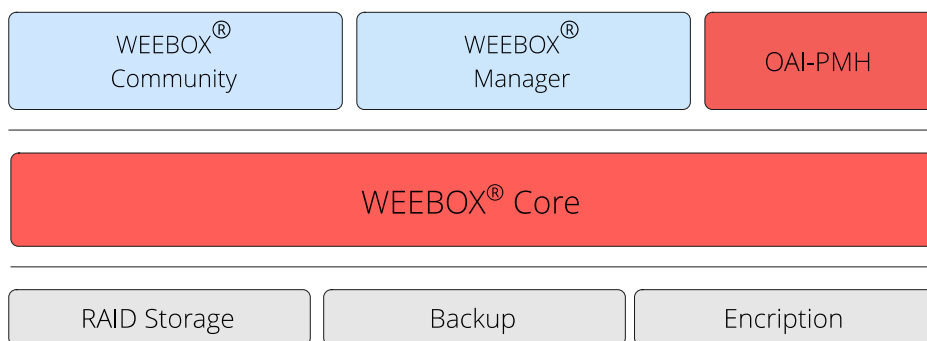 WEEBOX®
Community
WEEBOX®
Manager
OAI-PMH
WEEBOX® Core
RAID Storage
Backup
Encription